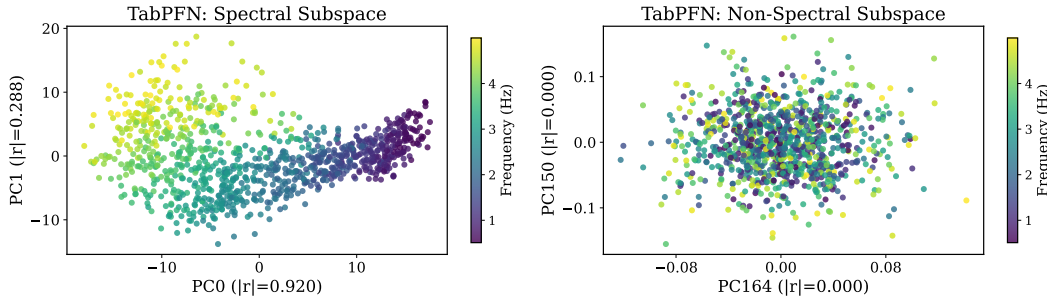 TabPFN: Spectral Subspace
20
10
0
−10
PC1 (|r|=0.288)
−10
0
10
PC0 (|r|=0.920)
4
3
2
1
Frequency (Hz)
TabPFN: Non-Spectral Subspace
0.1
0.0
−0.1
PC150 (|r|=0.000)
−0.08
0.00
0.08
PC164 (|r|=0.000)
4
3
2
1
Frequency (Hz)